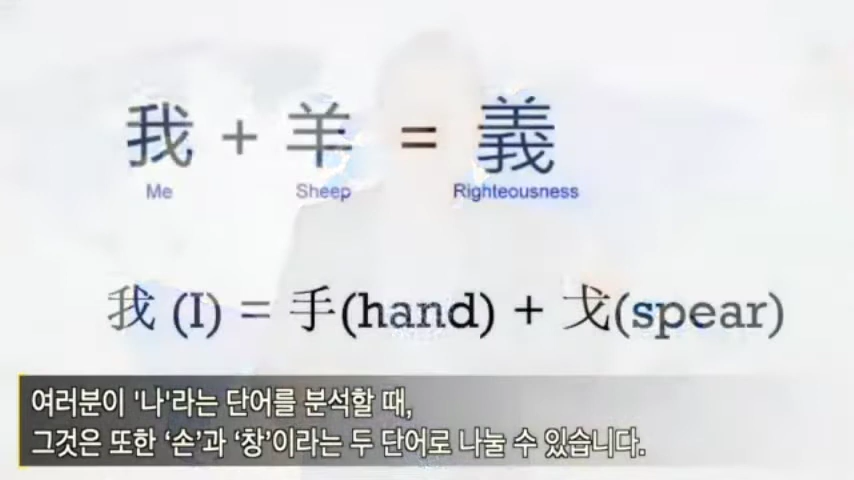 我 + 羊 = 義
Me Sheep Righteousness
我 (I) = 手(hand) + 戈(spear)
여러분이 '나'라는 단어를 분석할 때,
그것은 또한 ‘손’과 ‘창’이라는 두 단어로 나눌 수 있습니다.